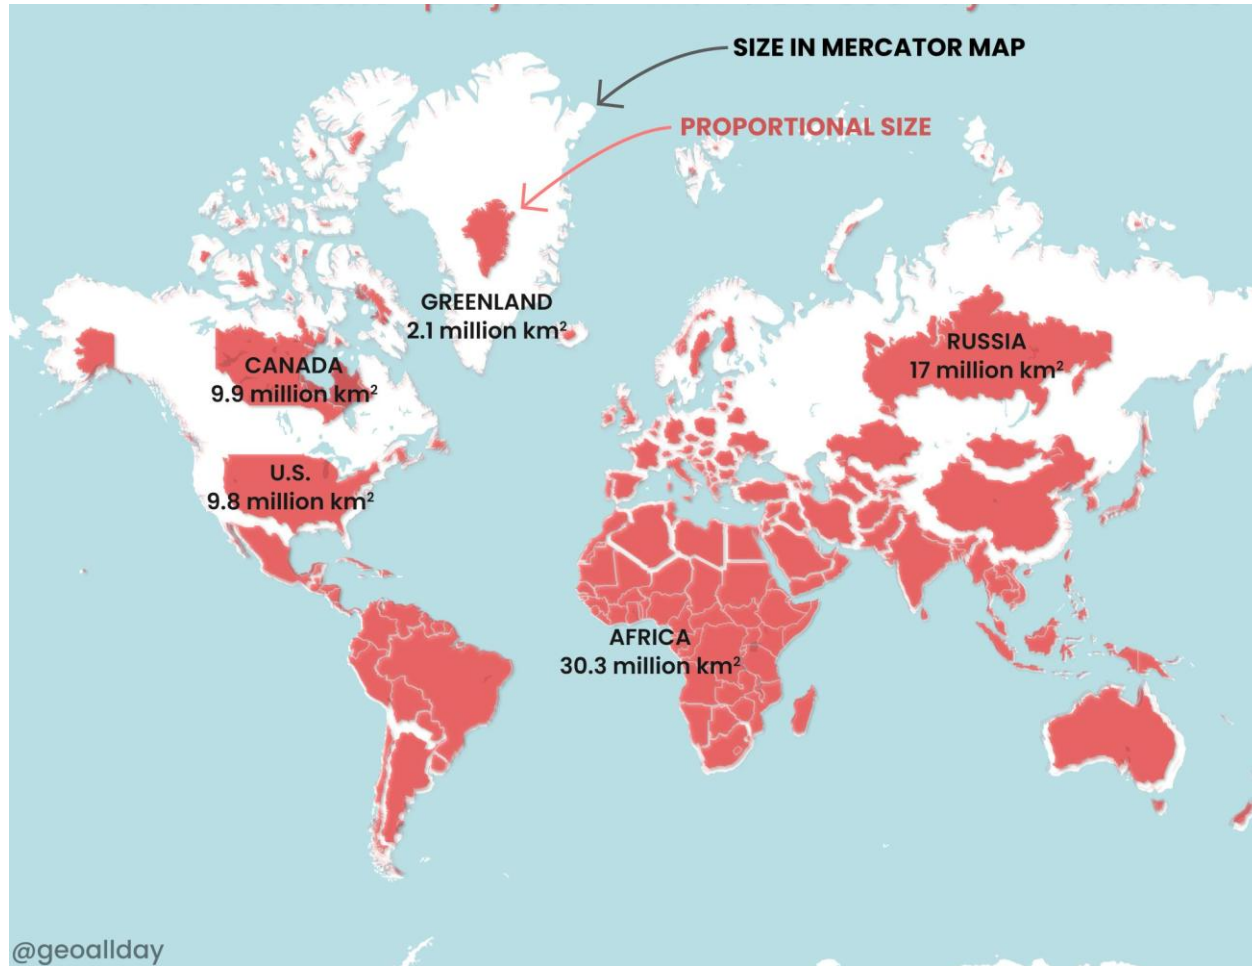 SIZE IN MERCATOR MAP
PROPORTIONAL SIZE
GREENLAND
2.1 million km²
CANADA
9.9 million km²
RUSSIA
17 million km²
U.S.
9.8 million km²
AFRICA
30.3 million km²
@geoallday